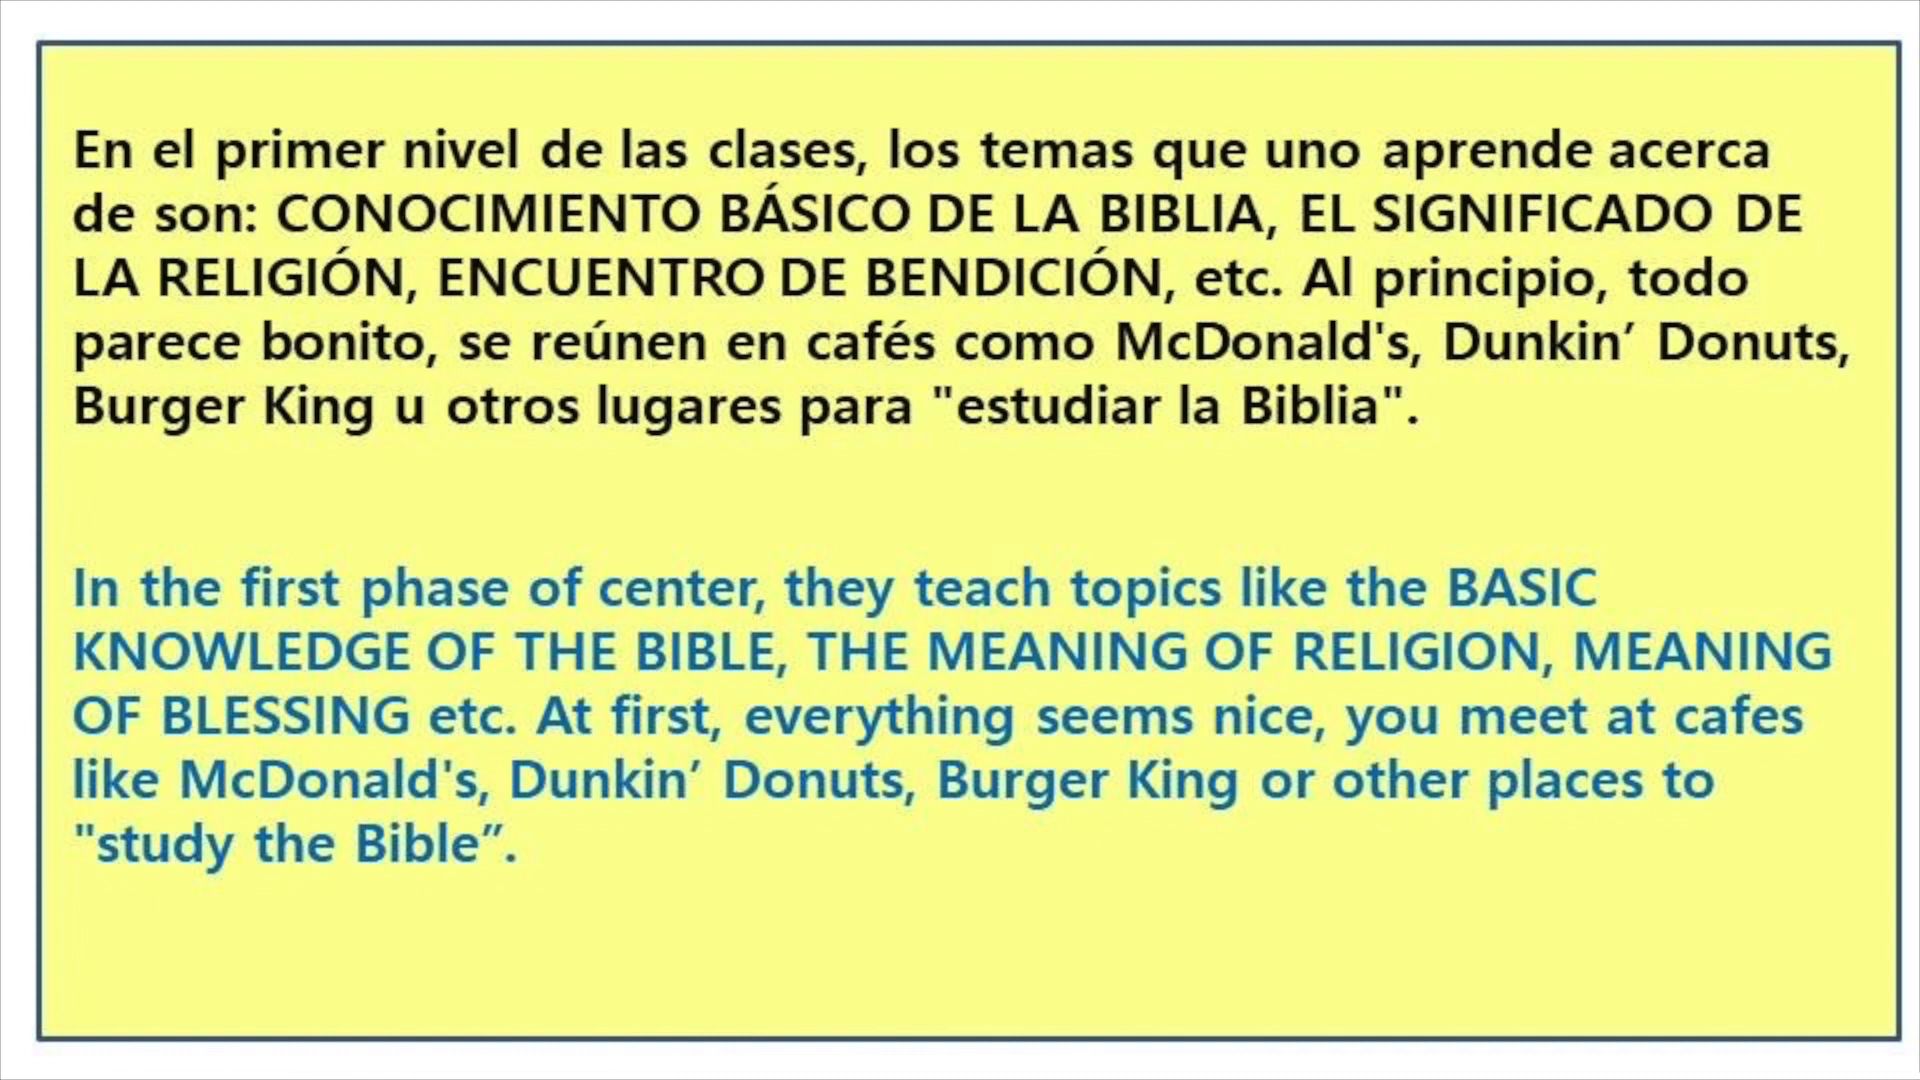 En el primer nivel de las clases, los temas que uno aprende acerca
de son: CONOCIMIENTO BÁSICO DE LA BIBLIA, EL SIGNIFICADO DE
LA RELIGIÓN, ENCUENTRO DE BENDICIÓN, etc. Al principio, todo
parece bonito, se reúnen en cafés como McDonald's, Dunkin’ Donuts,
Burger King u otros lugares para "estudiar la Biblia".
In the first phase of center, they teach topics like the BASIC
KNOWLEDGE OF THE BIBLE, THE MEANING OF RELIGION, MEANING
OF BLESSING etc. At first, everything seems nice, you meet at cafes
like McDonald's, Dunkin’ Donuts, Burger King or other places to
"study the Bible”.